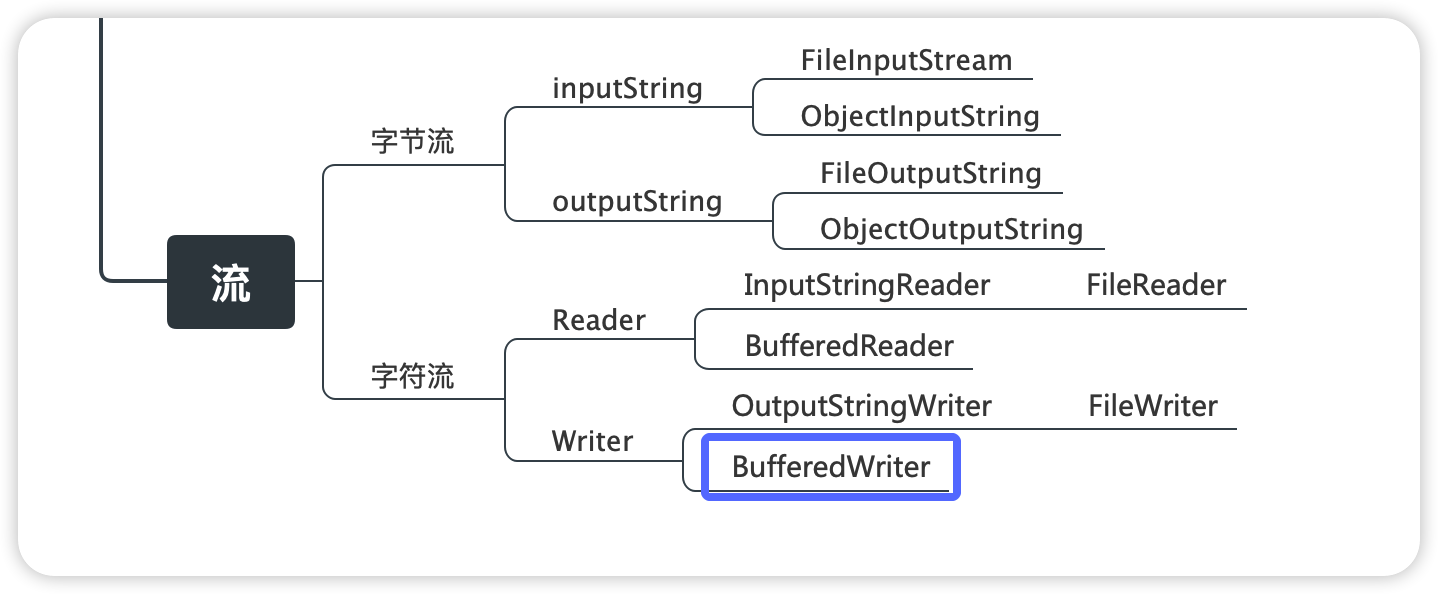 流
字节流
inputString
FileInputStream
ObjectInputString
outputString
FileOutputString
ObjectOutputString
字符流
Reader
InputStringReader
FileReader
BufferedReader
Writer
OutputStringWriter
FileWriter
BufferedWriter